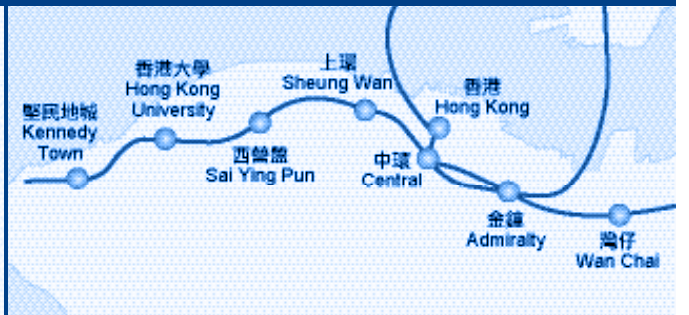 堅民地城
Kennedy
Town
香港大學
Hong Kong
University
西營盤
Sai Ying Pun
上環
Sheung Wan
香港
Hong Kong
中環
Central
金鐘
Admiralty
灣仔
Wan Chai